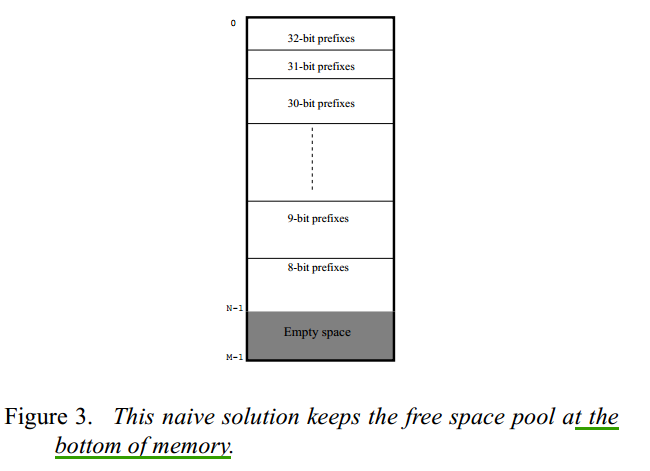 0
32-bit prefixes
31-bit prefixes
30-bit prefixes
9-bit prefixes
8-bit prefixes
N-1
Empty space
M-1
Figure 3. This naive solution keeps the free space pool at the
bottom of memory.